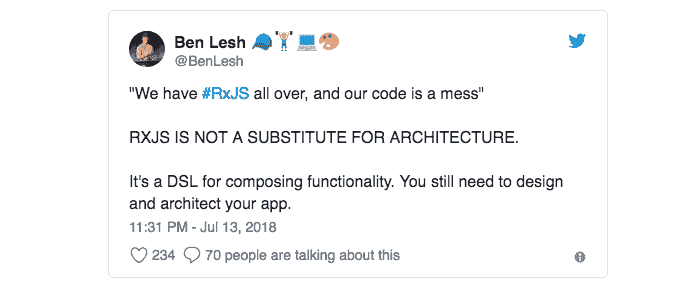 Ben Lesh 🧢🏋️💻🎨
@BenLesh
"We have #RxJS all over, and our code is a mess"
RXJS IS NOT A SUBSTITUTE FOR ARCHITECTURE.
It's a DSL for composing functionality. You still need to design
and architect your app.
11:31 PM - Jul 13, 2018
234 70 people are talking about this